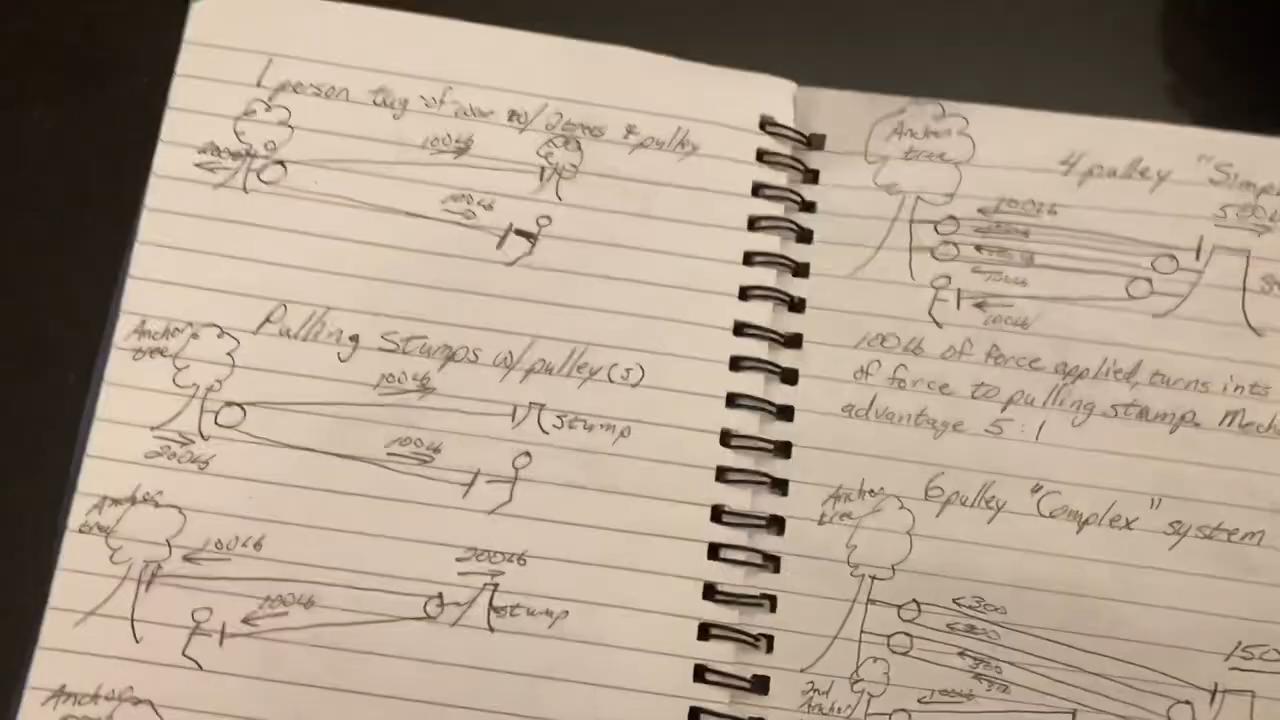 1 person tug of war w/ 2 trees & pulley
100Lb
100Lb
Pulling Stumps w/ pulley(s)
Anchor
tree
100Lb
Stump
100Lb
200Lb
Anchor
tree
100Lb
200Lb
100Lb
Stump
Anchor
Anchor
tree
4 pulley "Simp
100Lb
500L
100Lb
100Lb of force applied, turns into
of force to pulling stump. Mech
advantage 5:1
Anchor
tree
6 pulley "Complex" system
300
300
300
150
2nd
Anchor
100Lb